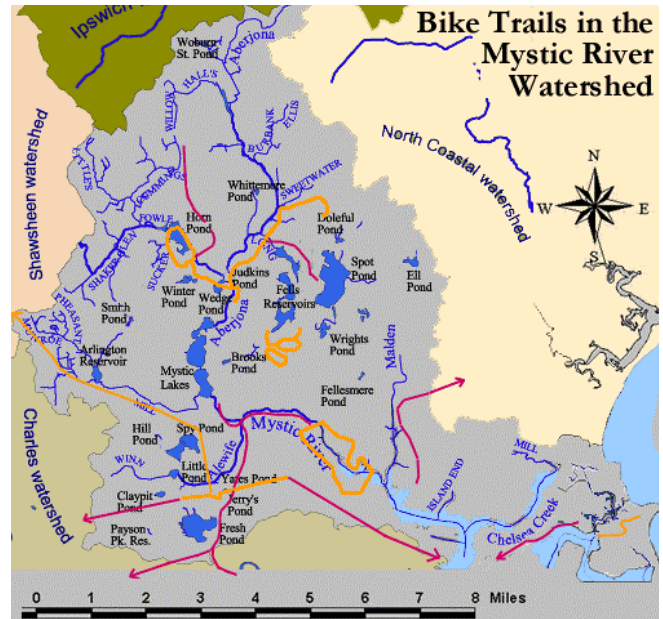 Bike Trails in the
Mystic River
Watershed
Ipswich
Woburn
St. Pond
Aberjona
HALL'S
WILLOW
BURBANK
ELLIS
North Coastal watershed
N
W
E
S
Shawsheen watershed
CUMMINGS
Whittemore
Pond
SWEETWATER
FOWLE
Horn
Pond
Doleful
Pond
LONG
SHAKER GLEN
SUCKER
Judkins
Pond
Spot
Pond
Ell
Pond
Winter
Pond
Wedge
Pond
Fells
Reservoirs
PHEASANT
Smith
Pond
Aberjona
Wrights
Pond
Malden
Arlington
Reservoir
Mystic
Lakes
Brooks
Pond
Fellesmere
Pond
MILL
Charles watershed
Hill
Pond
Spy Pond
Mystic River
MILL
WINN
Little
Pond
Alewife
Yates Pond
ISLAND END
Claypit
Pond
Jerry's
Pond
Chelsea Creek
Payson
Pk. Res.
Fresh
Pond
0 1 2 3 4 5 6 7 8 Miles